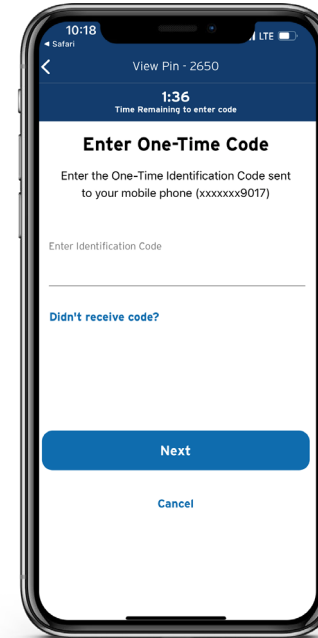 10:18
LTE
Safari
View Pin - 2650
1:36
Time Remaining to enter code
Enter One-Time Code
Enter the One-Time Identification Code sent
to your mobile phone (xxxxxxx9017)
Enter Identification Code
Didn't receive code?
Next
Cancel